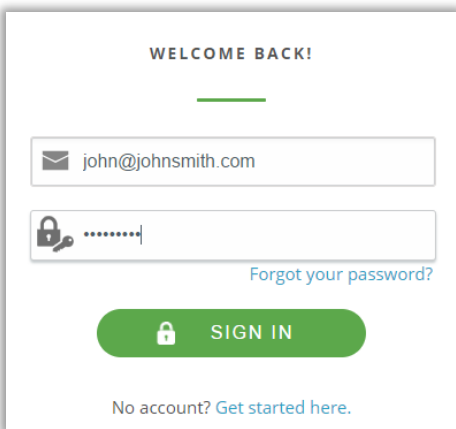 WELCOME BACK!
john@johnsmith.com
•••••••••
Forgot your password?
SIGN IN
No account? Get started here.